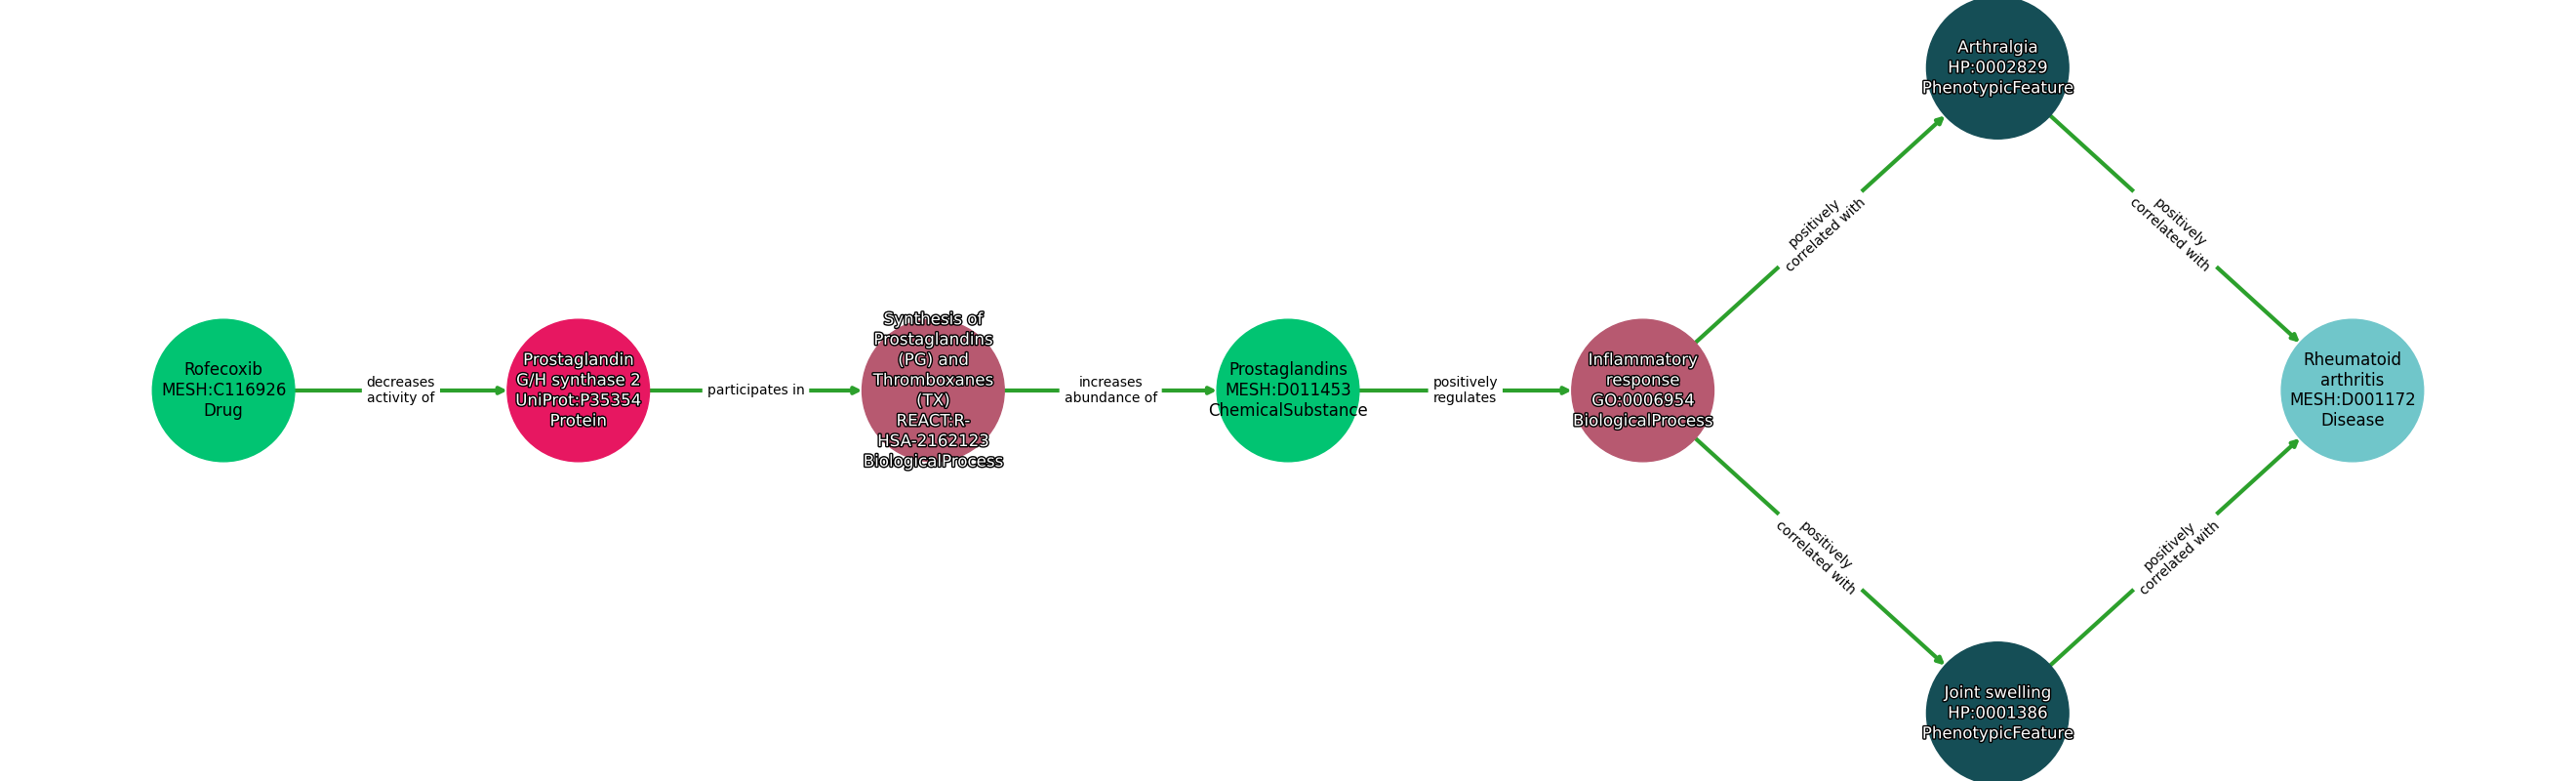 Rofecoxib
MESH:C116926
Drug
decreases
activity of
Prostaglandin
G/H synthase 2
UniProt:P35354
Protein
participates in
Synthesis of
Prostaglandins
(PG) and
Thromboxanes
(TX)
REACT:R-
HSA-2162123
BiologicalProcess
increases
abundance of
Prostaglandins
MESH:D011453
ChemicalSubstance
positively
regulates
Inflammatory
response
GO:0006954
BiologicalProcess
positively
correlated with
Arthralgia
HP:0002829
PhenotypicFeature
positively
correlated with
positively
correlated with
Joint swelling
HP:0001386
PhenotypicFeature
positively
correlated with
Rheumatoid
arthritis
MESH:D001172
Disease